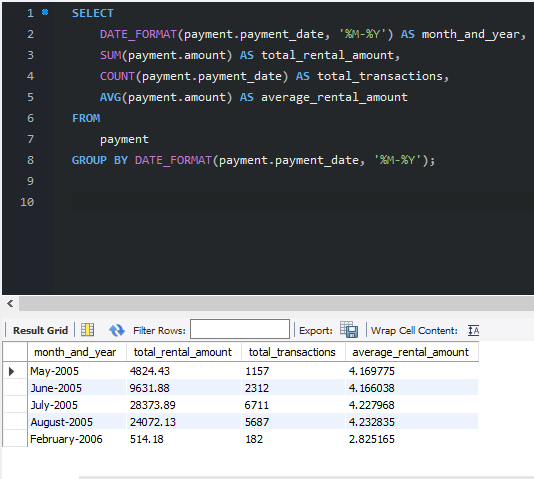 1 SELECT
2 DATE_FORMAT(payment.payment_date, '%M-%Y') AS month_and_year,
3 SUM(payment.amount) AS total_rental_amount,
4 COUNT(payment.payment_date) AS total_transactions,
5 AVG(payment.amount) AS average_rental_amount
6 FROM
7 payment
8 GROUP BY DATE_FORMAT(payment.payment_date, '%M-%Y');
9
10
Result Grid Filter Rows: Export: Wrap Cell Content:
month_and_year total_rental_amount total_transactions average_rental_amount
May-2005 4824.43 1157 4.169775
June-2005 9631.88 2312 4.166038
July-2005 28373.89 6711 4.227968
August-2005 24072.13 5687 4.232835
February-2006 514.18 182 2.825165